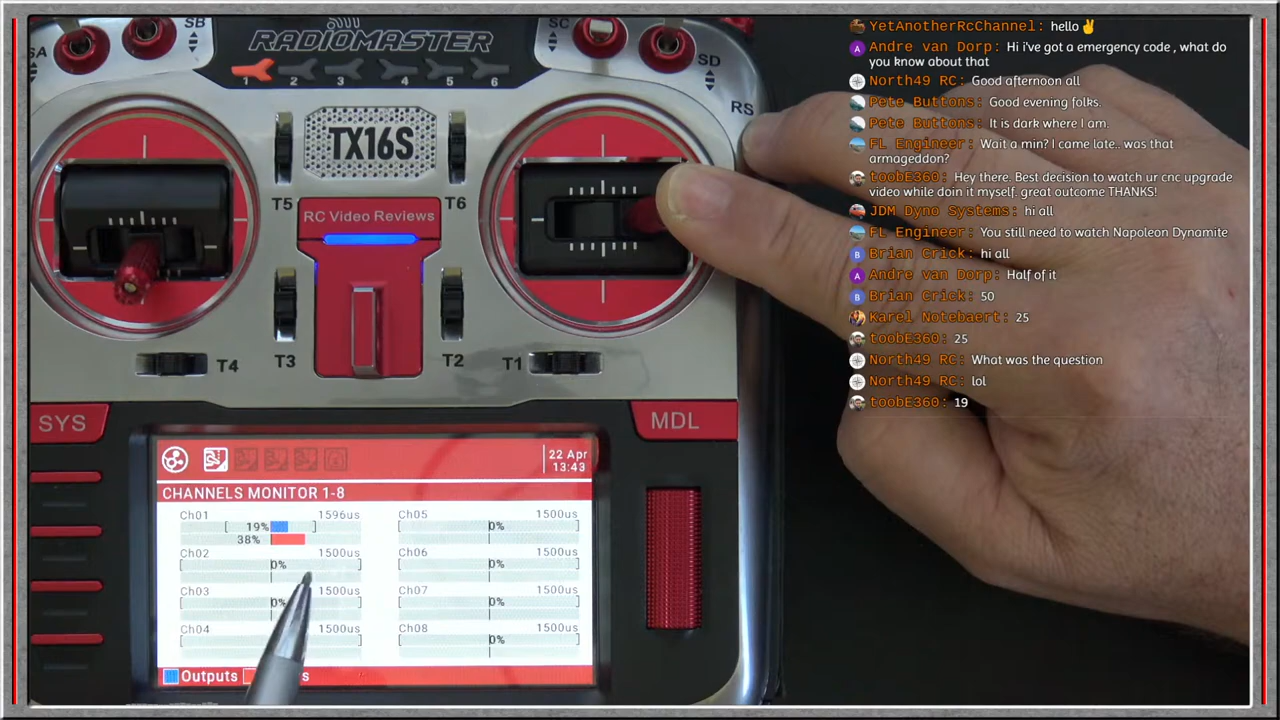 SA
SB
SC
SD
RS
RADIOMASTER
1 2 3 4 5 6
TX16S
T5
T6
RC Video Reviews
T3
T2
T4
T1
SYS
MDL
22 Apr
13:43
CHANNELS MONITOR 1-8
Ch01 1596us
19%
38%
Ch02 1500us
0%
Ch03 1500us
0%
Ch04 1500us
Ch05 1500us
0%
Ch06 1500us
0%
Ch07 1500us
0%
Ch08 1500us
0%
Outputs
YetAnotherRcChannel: hello✌
Andre van Dorp: Hi i've got a emergency code , what do
you know about that
North49 RC: Good afternoon all
Pete Buttons: Good evening folks.
Pete Buttons: It is dark where I am.
FL Engineer: Wait a min? I came late.. was that
armageddon?
toobE360: Hey there. Best decision to watch ur cnc upgrade
video while doin it myself. great outcome THANKS!
JDM Dyno Systems: hi all
FL Engineer: You still need to watch Napoleon Dynamite
Brian Crick: hi all
Andre van Dorp: Half of it
Brian Crick: 50
Karel Notebaert: 25
toobE360: 25
North49 RC: What was the question
North49 RC: lol
toobE360: 19